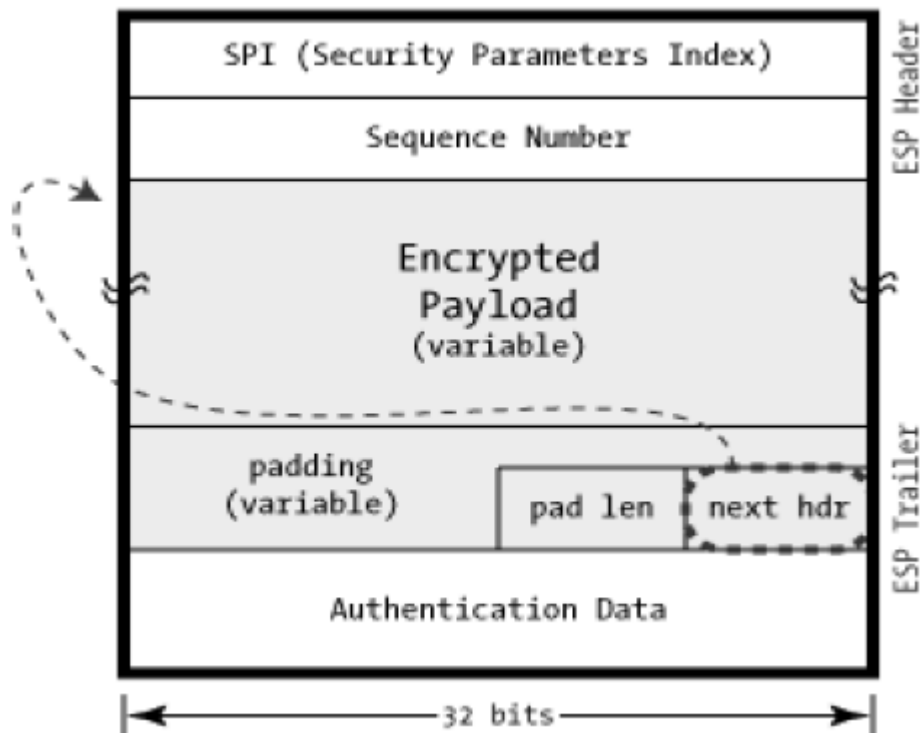 SPI (Security Parameters Index)
Sequence Number
ESP Header
Encrypted
Payload
(variable)
padding
(variable)
pad len
next hdr
ESP Trailer
Authentication Data
32 bits